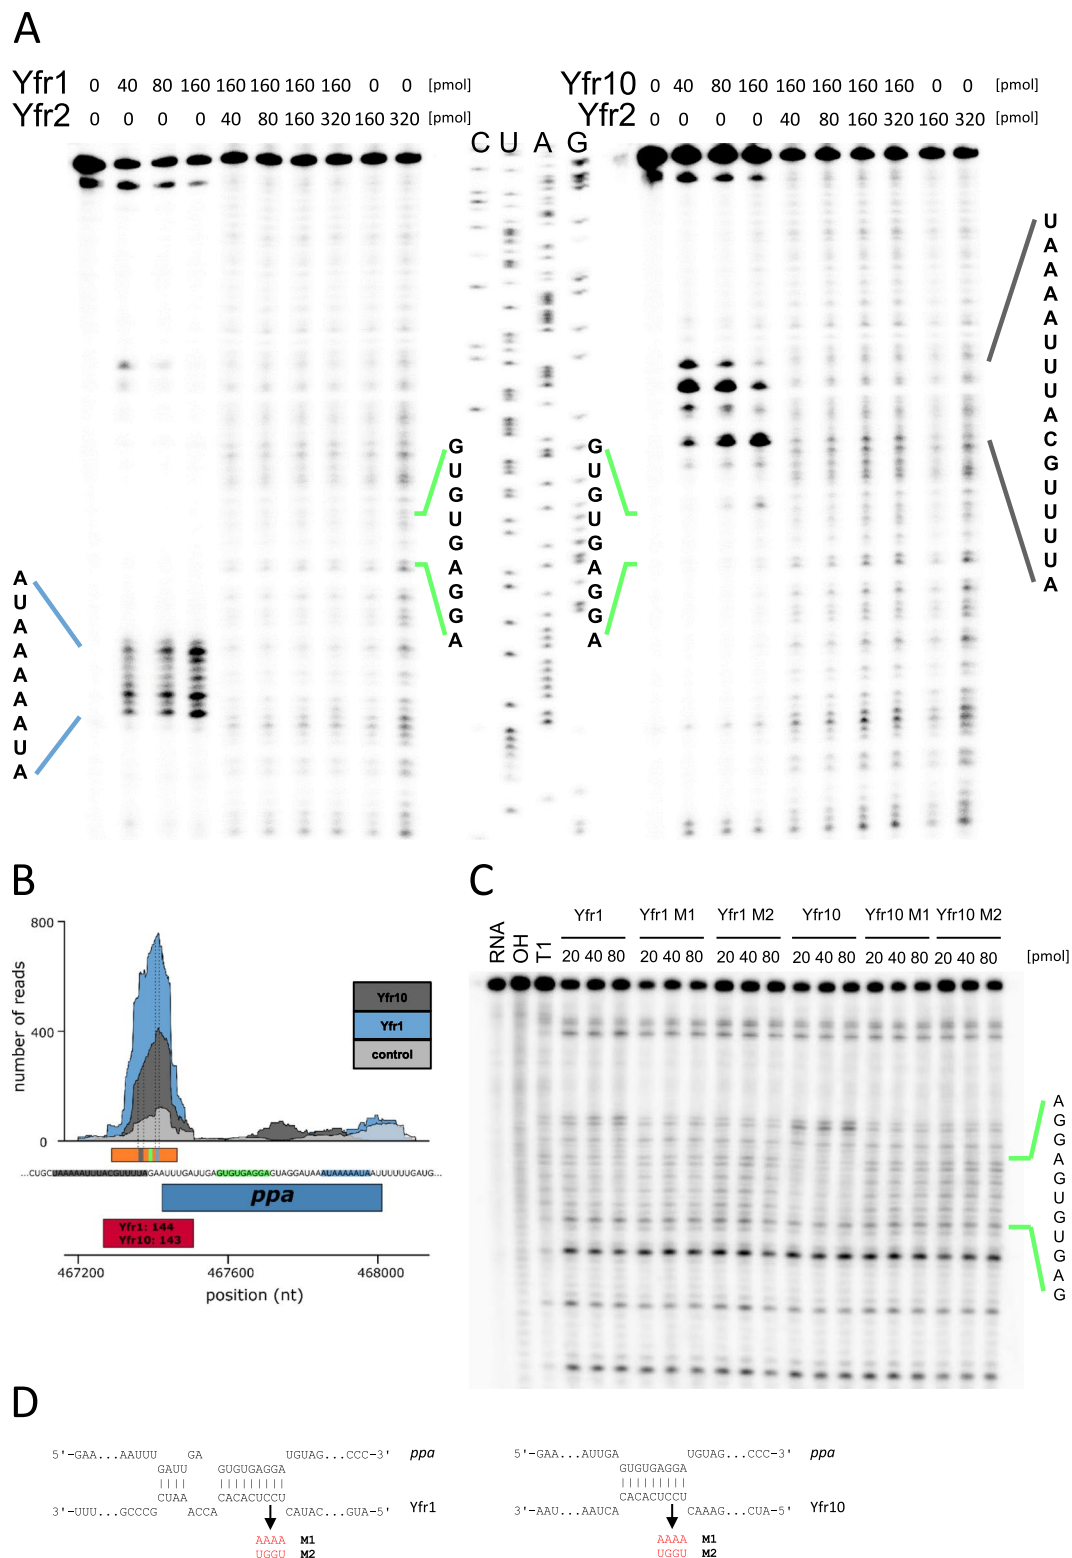 A
Yfr1 0 40 80 160 160 160 160 160 0 0 [pmol]
Yfr2 0 0 0 0 40 80 160 320 160 320 [pmol]
Yfr10 0 40 80 160 160 160 160 160 0 0 [pmol]
Yfr2 0 0 0 0 40 80 160 320 160 320 [pmol]
C U A G
A
U
A
A
A
A
A
U
A
G
U
G
U
G
A
G
G
A
G
U
G
U
G
A
G
G
A
U
A
A
A
A
U
U
U
A
C
G
U
U
U
U
A
B
800
400
0
number of reads
Yfr10
Yfr1
control
...CUGCUAAAAAUUUACGUUUUAGAAUUUGAUUGAGUGUGAGGAGUAGGAUAAAUAAAAAUAAUUUUUGAUG...
ppa
Yfr1: 144
Yfr10: 143
467200 467600 468000
position (nt)
C
RNA
OH
T1
Yfr1 Yfr1 M1 Yfr1 M2 Yfr10 Yfr10 M1 Yfr10 M2
20 40 80 20 40 80 20 40 80 20 40 80 20 40 80 20 40 80 [pmol]
A
G
G
A
G
U
G
U
G
A
G
D
5'-GAA...AAUUU GA UGUAG...CCC-3' ppa
GAUU GUGUGAGGA
CUAA CACACUCCU
3'-UUU...GCCCG ACCA CAUAC...GUA-5' Yfr1
AAAA M1
UGGU M2
5'-GAA...AUUGA UGUAG...CCC-3' ppa
GUGUGAGGA
CACACUCCU
3'-AAU...AAUCA CAAAG...CUA-5' Yfr10
AAAA M1
UGGU M2